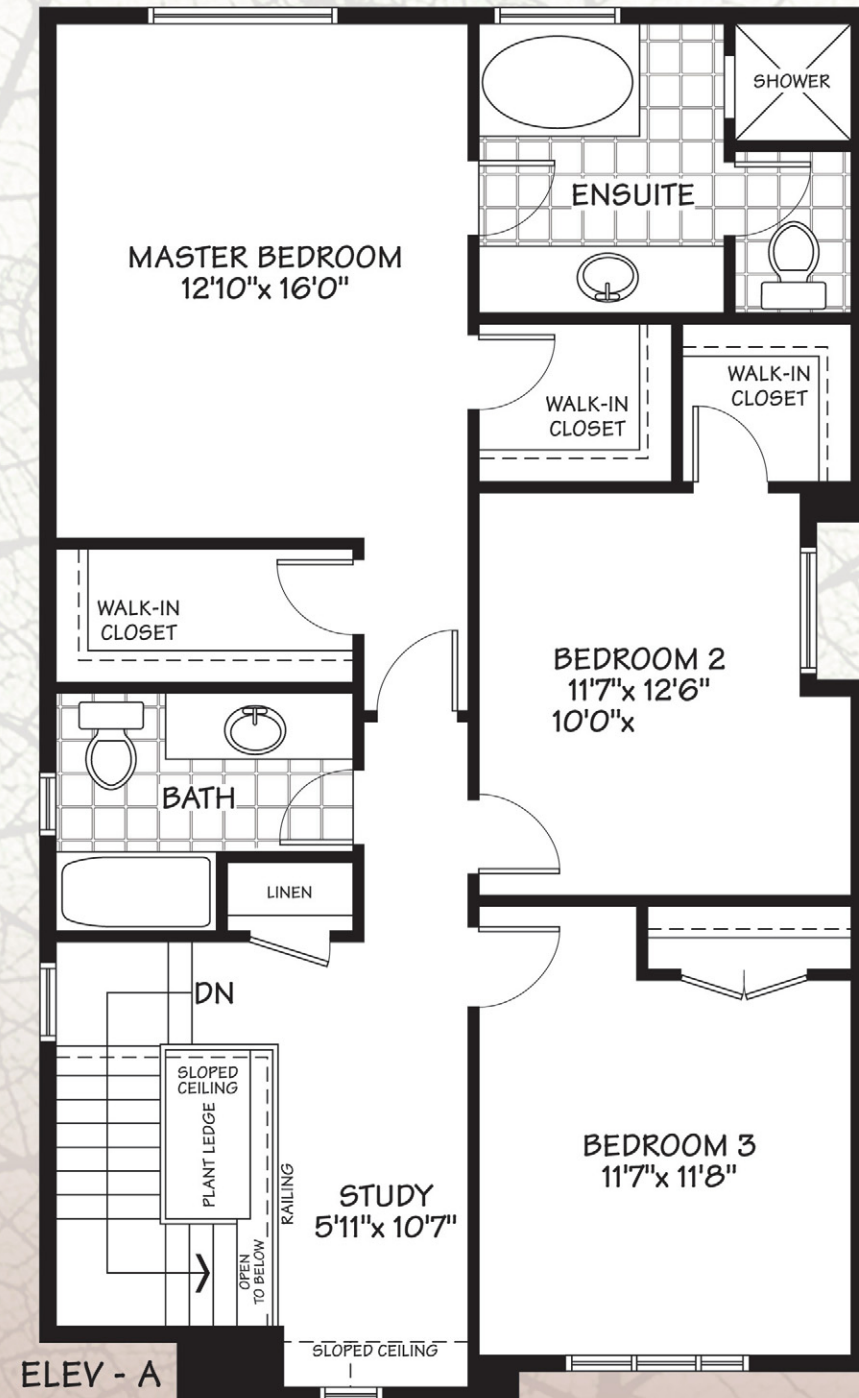 SHOWER
ENSUITE
MASTER BEDROOM
12'10"x 16'0"
WALK-IN
CLOSET
WALK-IN
CLOSET
WALK-IN
CLOSET
BEDROOM 2
11'7"x 12'6"
10'0"x
BATH
LINEN
DN
SLOPED
CEILING
PLANT LEDGE
RAILING
OPEN
TO BELOW
STUDY
5'11"x 10'7"
BEDROOM 3
11'7"x 11'8"
SLOPED CEILING
ELEV - A